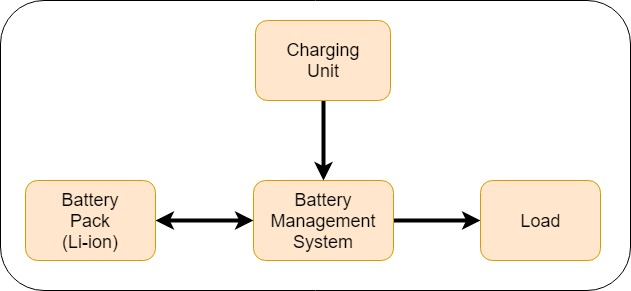 Charging
Unit
Battery
Pack
(Li-ion)
Battery
Management
System
Load